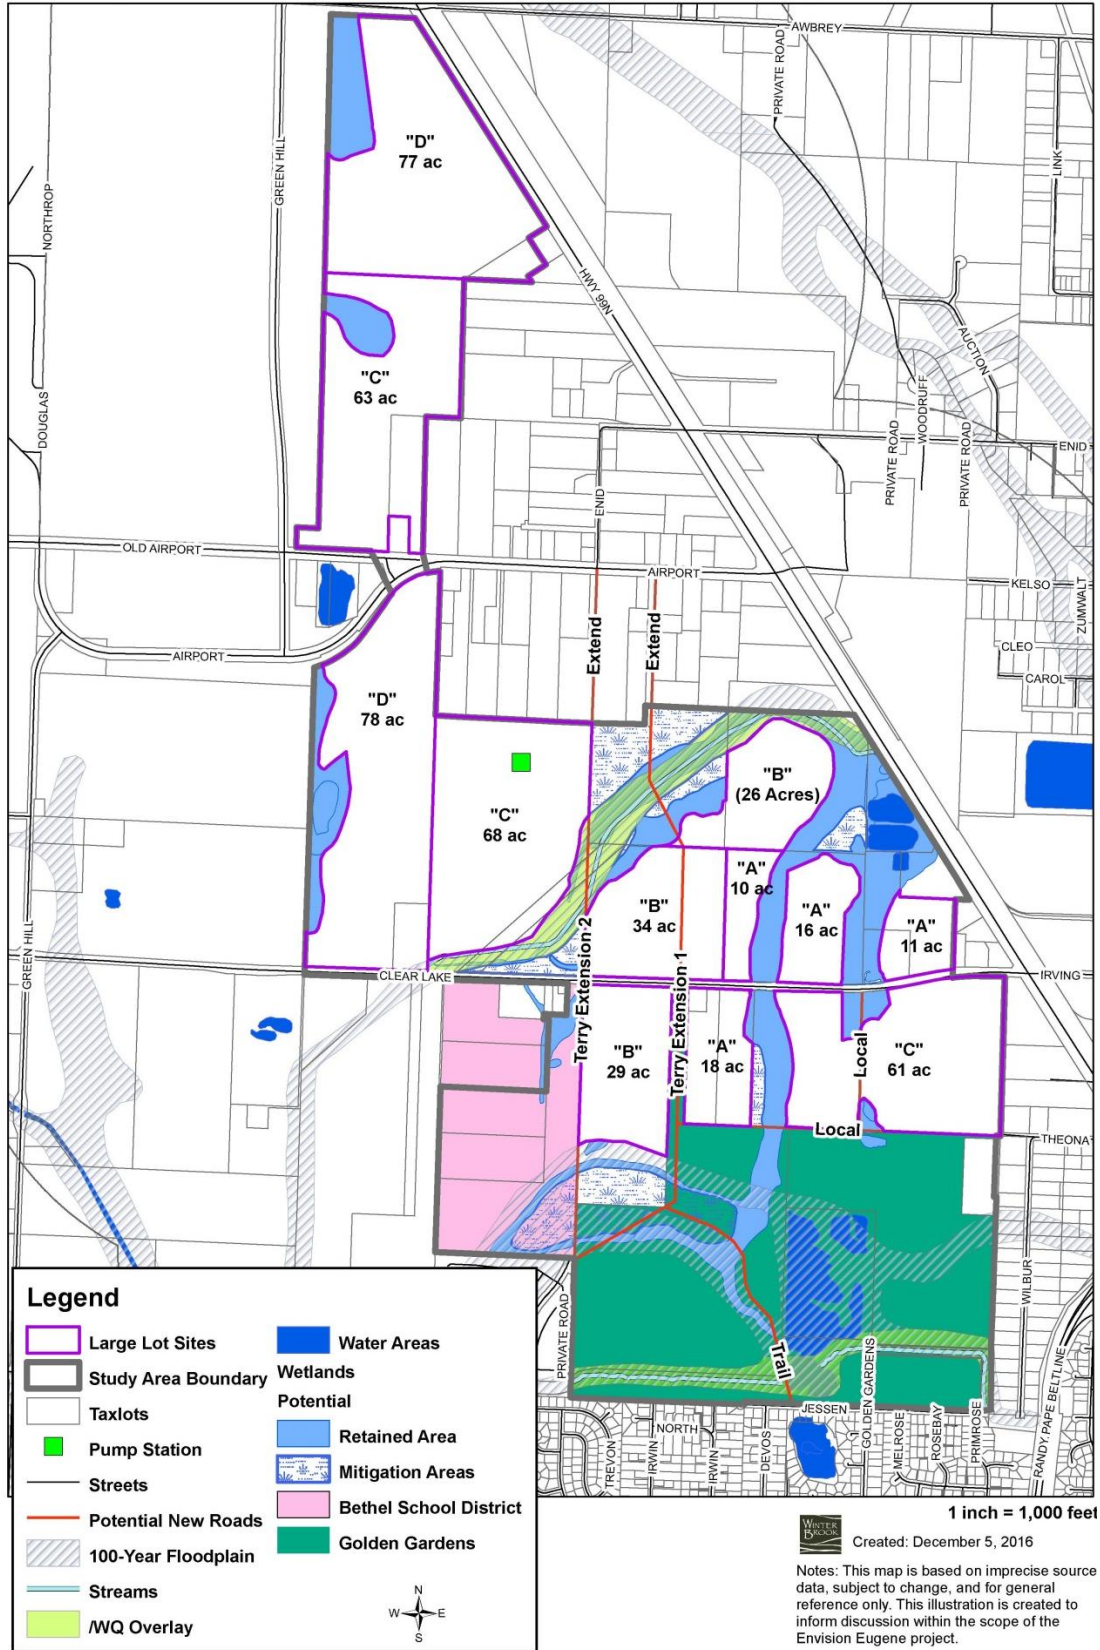 AWBREY
PRIVATE ROAD
LINK
GREEN HILL
NORTHROP
"D"
77 ac
HWY 99N
AUCTION
"C"
63 ac
DOUGLAS
WOODRUFF
PRIVATE ROAD
PRIVATE ROAD
ENID
ENID
OLD AIRPORT
AIRPORT
KELSO
ZUMWALT
CLEO
CAROL
AIRPORT
Extend
Extend
"D"
78 ac
"B"
(26 Acres)
"C"
68 ac
"A"
10 ac
"B"
34 ac
"A"
16 ac
"A"
11 ac
GREEN HILL
CLEAR LAKE
IRVING
Terry Extension 2
Terry Extension 1
"B"
29 ac
"A"
18 ac
Local
"C"
61 ac
Local
THEONA
WILBUR
PRIVATE ROAD
Trail
GOLDEN GARDENS
RANDY PAPE BELTLINE
JESSEN
NORTH
TREVON
IRWIN
IRWIN
DEVOS
MELROSE
ROSEBAY
PRIMROSE
Legend
Large Lot Sites
Study Area Boundary
Taxlots
Pump Station
Streets
Potential New Roads
100-Year Floodplain
Streams
/WQ Overlay
Water Areas
Wetlands
Potential
Retained Area
Mitigation Areas
Bethel School District
Golden Gardens
N
W E
S
1 inch = 1,000 feet
WINTER
BROOK
Created: December 5, 2016
Notes: This map is based on imprecise source
data, subject to change, and for general
reference only. This illustration is created to
inform discussion within the scope of the
Envision Eugene project.